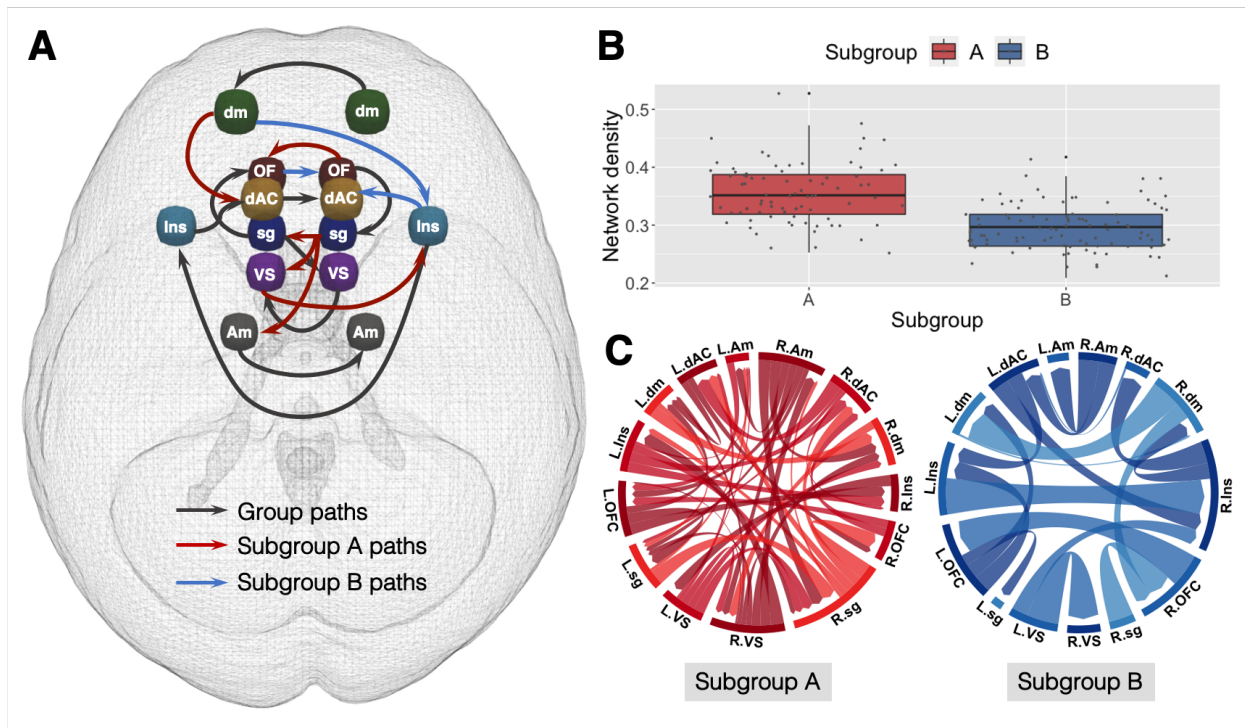 A
dm
dm
OF
OF
dAC
dAC
Ins
Ins
sg
sg
VS
VS
Am
Am
Group paths
Subgroup A paths
Subgroup B paths
B
Subgroup A B
Network density
0.5
0.4
0.3
0.2
A
B
Subgroup
C
L.Am
R.Am
L.dAC
R.dAC
L.dm
R.dm
L.Ins
R.Ins
L.OFC
R.OFC
L.sg
R.sg
L.VS
R.VS
Subgroup A
L.Am
R.Am
L.dAC
R.dAC
L.dm
R.dm
L.Ins
R.Ins
L.OFC
R.OFC
L.sg
R.sg
L.VS
R.VS
Subgroup B